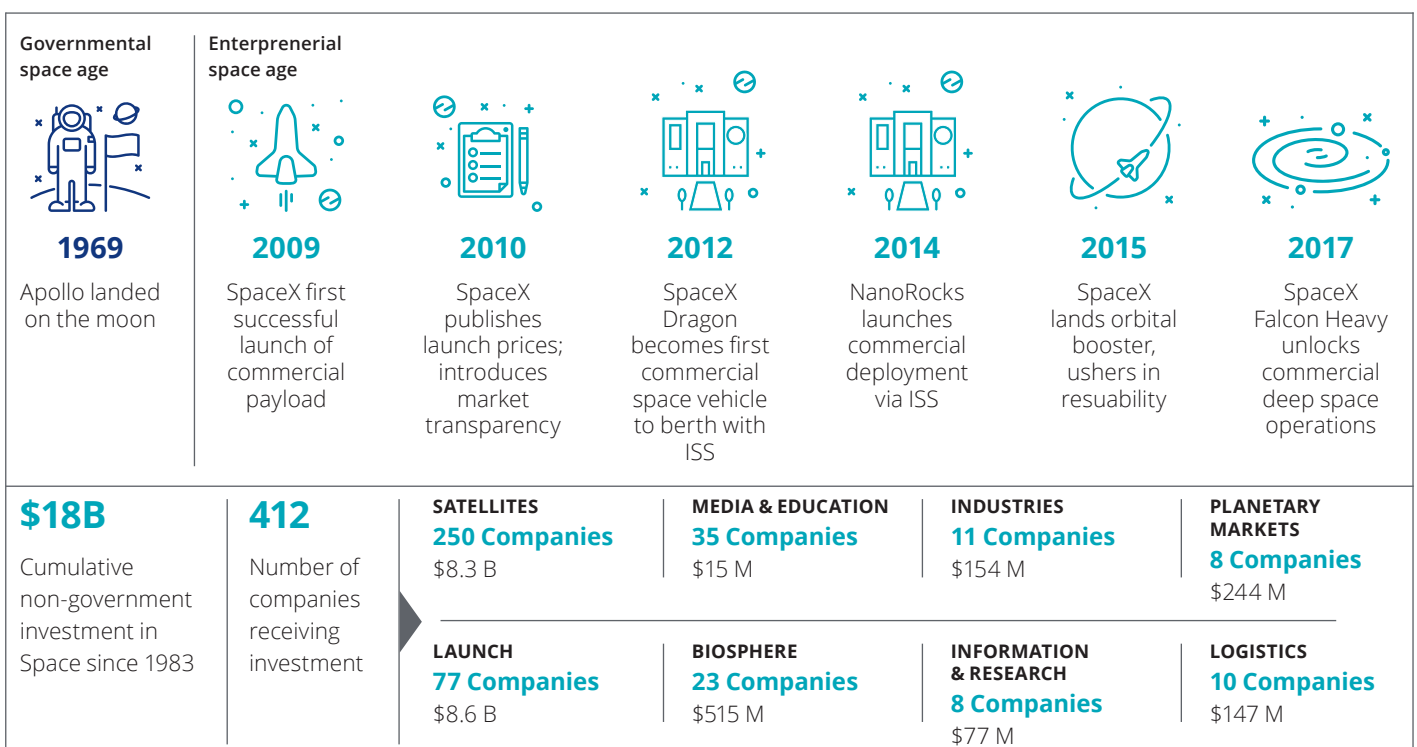 Governmental
space age
Enterprenerial
space age
1969
Apollo landed
on the moon
2009
SpaceX first
successful
launch of
commercial
payload
2010
SpaceX
publishes
launch prices;
introduces
market
transparency
2012
SpaceX
Dragon
becomes first
commercial
space vehicle
to berth with
ISS
2014
NanoRocks
launches
commercial
deployment
via ISS
2015
SpaceX
lands orbital
booster,
ushers in
resuability
2017
SpaceX
Falcon Heavy
unlocks
commercial
deep space
operations
$18B
Cumulative
non-government
investment in
Space since 1983
412
Number of
companies
receiving
investment
SATELLITES
250 Companies
$8.3 B
MEDIA & EDUCATION
35 Companies
$15 M
INDUSTRIES
11 Companies
$154 M
PLANETARY
MARKETS
8 Companies
$244 M
LAUNCH
77 Companies
$8.6 B
BIOSPHERE
23 Companies
$515 M
INFORMATION
& RESEARCH
8 Companies
$77 M
LOGISTICS
10 Companies
$147 M